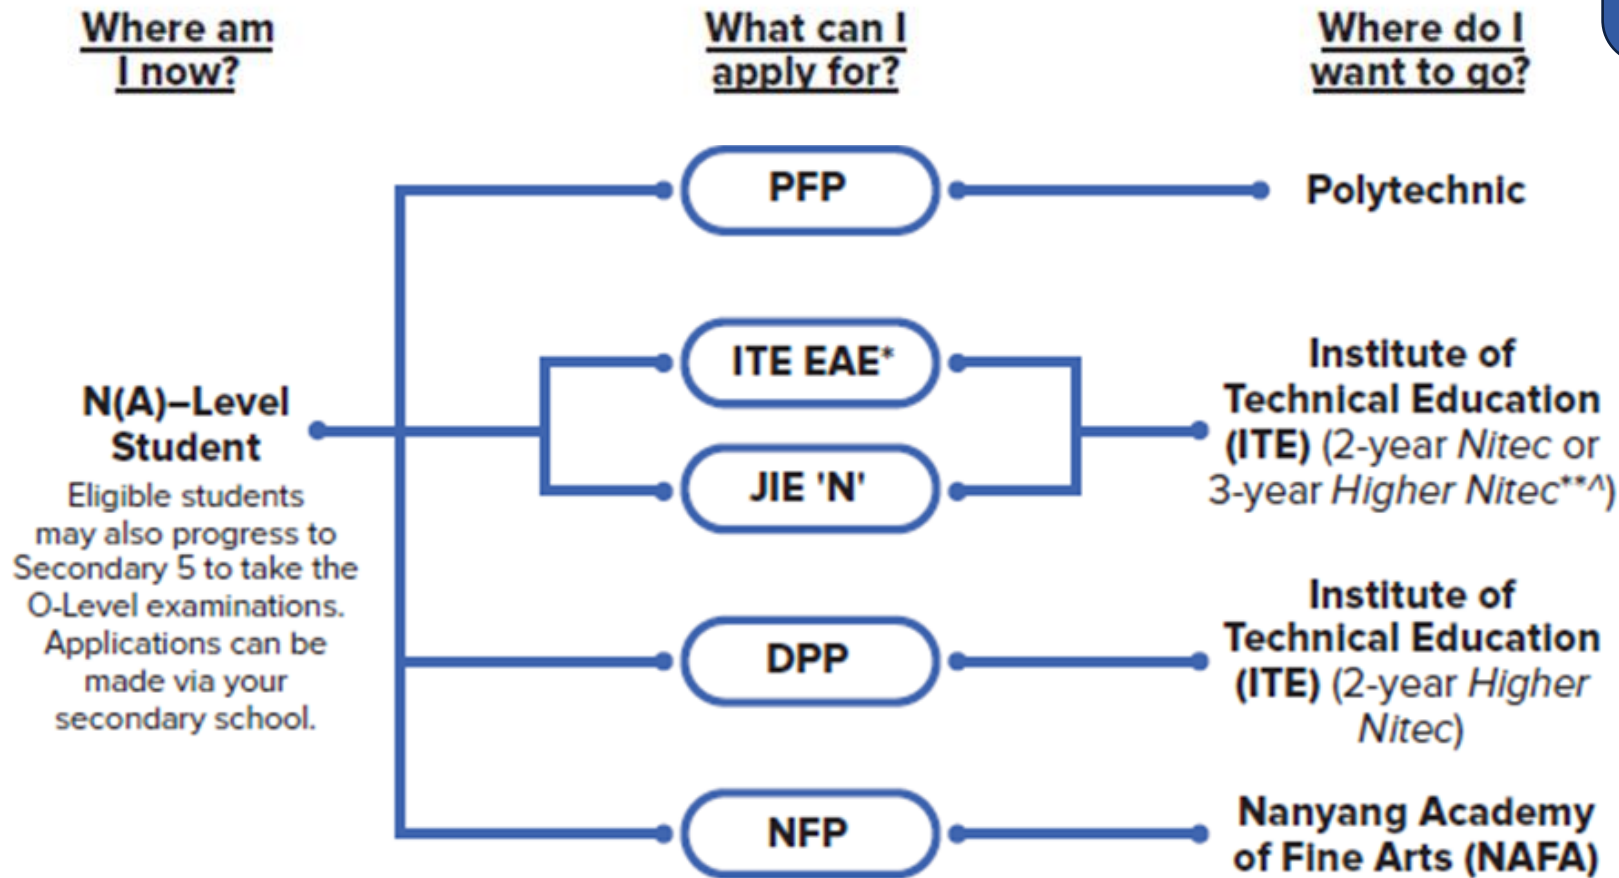 Where am
I now?
What can I
apply for?
Where do I
want to go?
PFP
Polytechnic
N(A)–Level
Student
Eligible students
may also progress to
Secondary 5 to take the
O-Level examinations.
Applications can be
made via your
secondary school.
ITE EAE*
JIE 'N'
Institute of
Technical Education
(ITE) (2-year Nitec or
3-year Higher Nitec**^)
DPP
Institute of
Technical Education
(ITE) (2-year Higher
Nitec)
NFP
Nanyang Academy
of Fine Arts (NAFA)